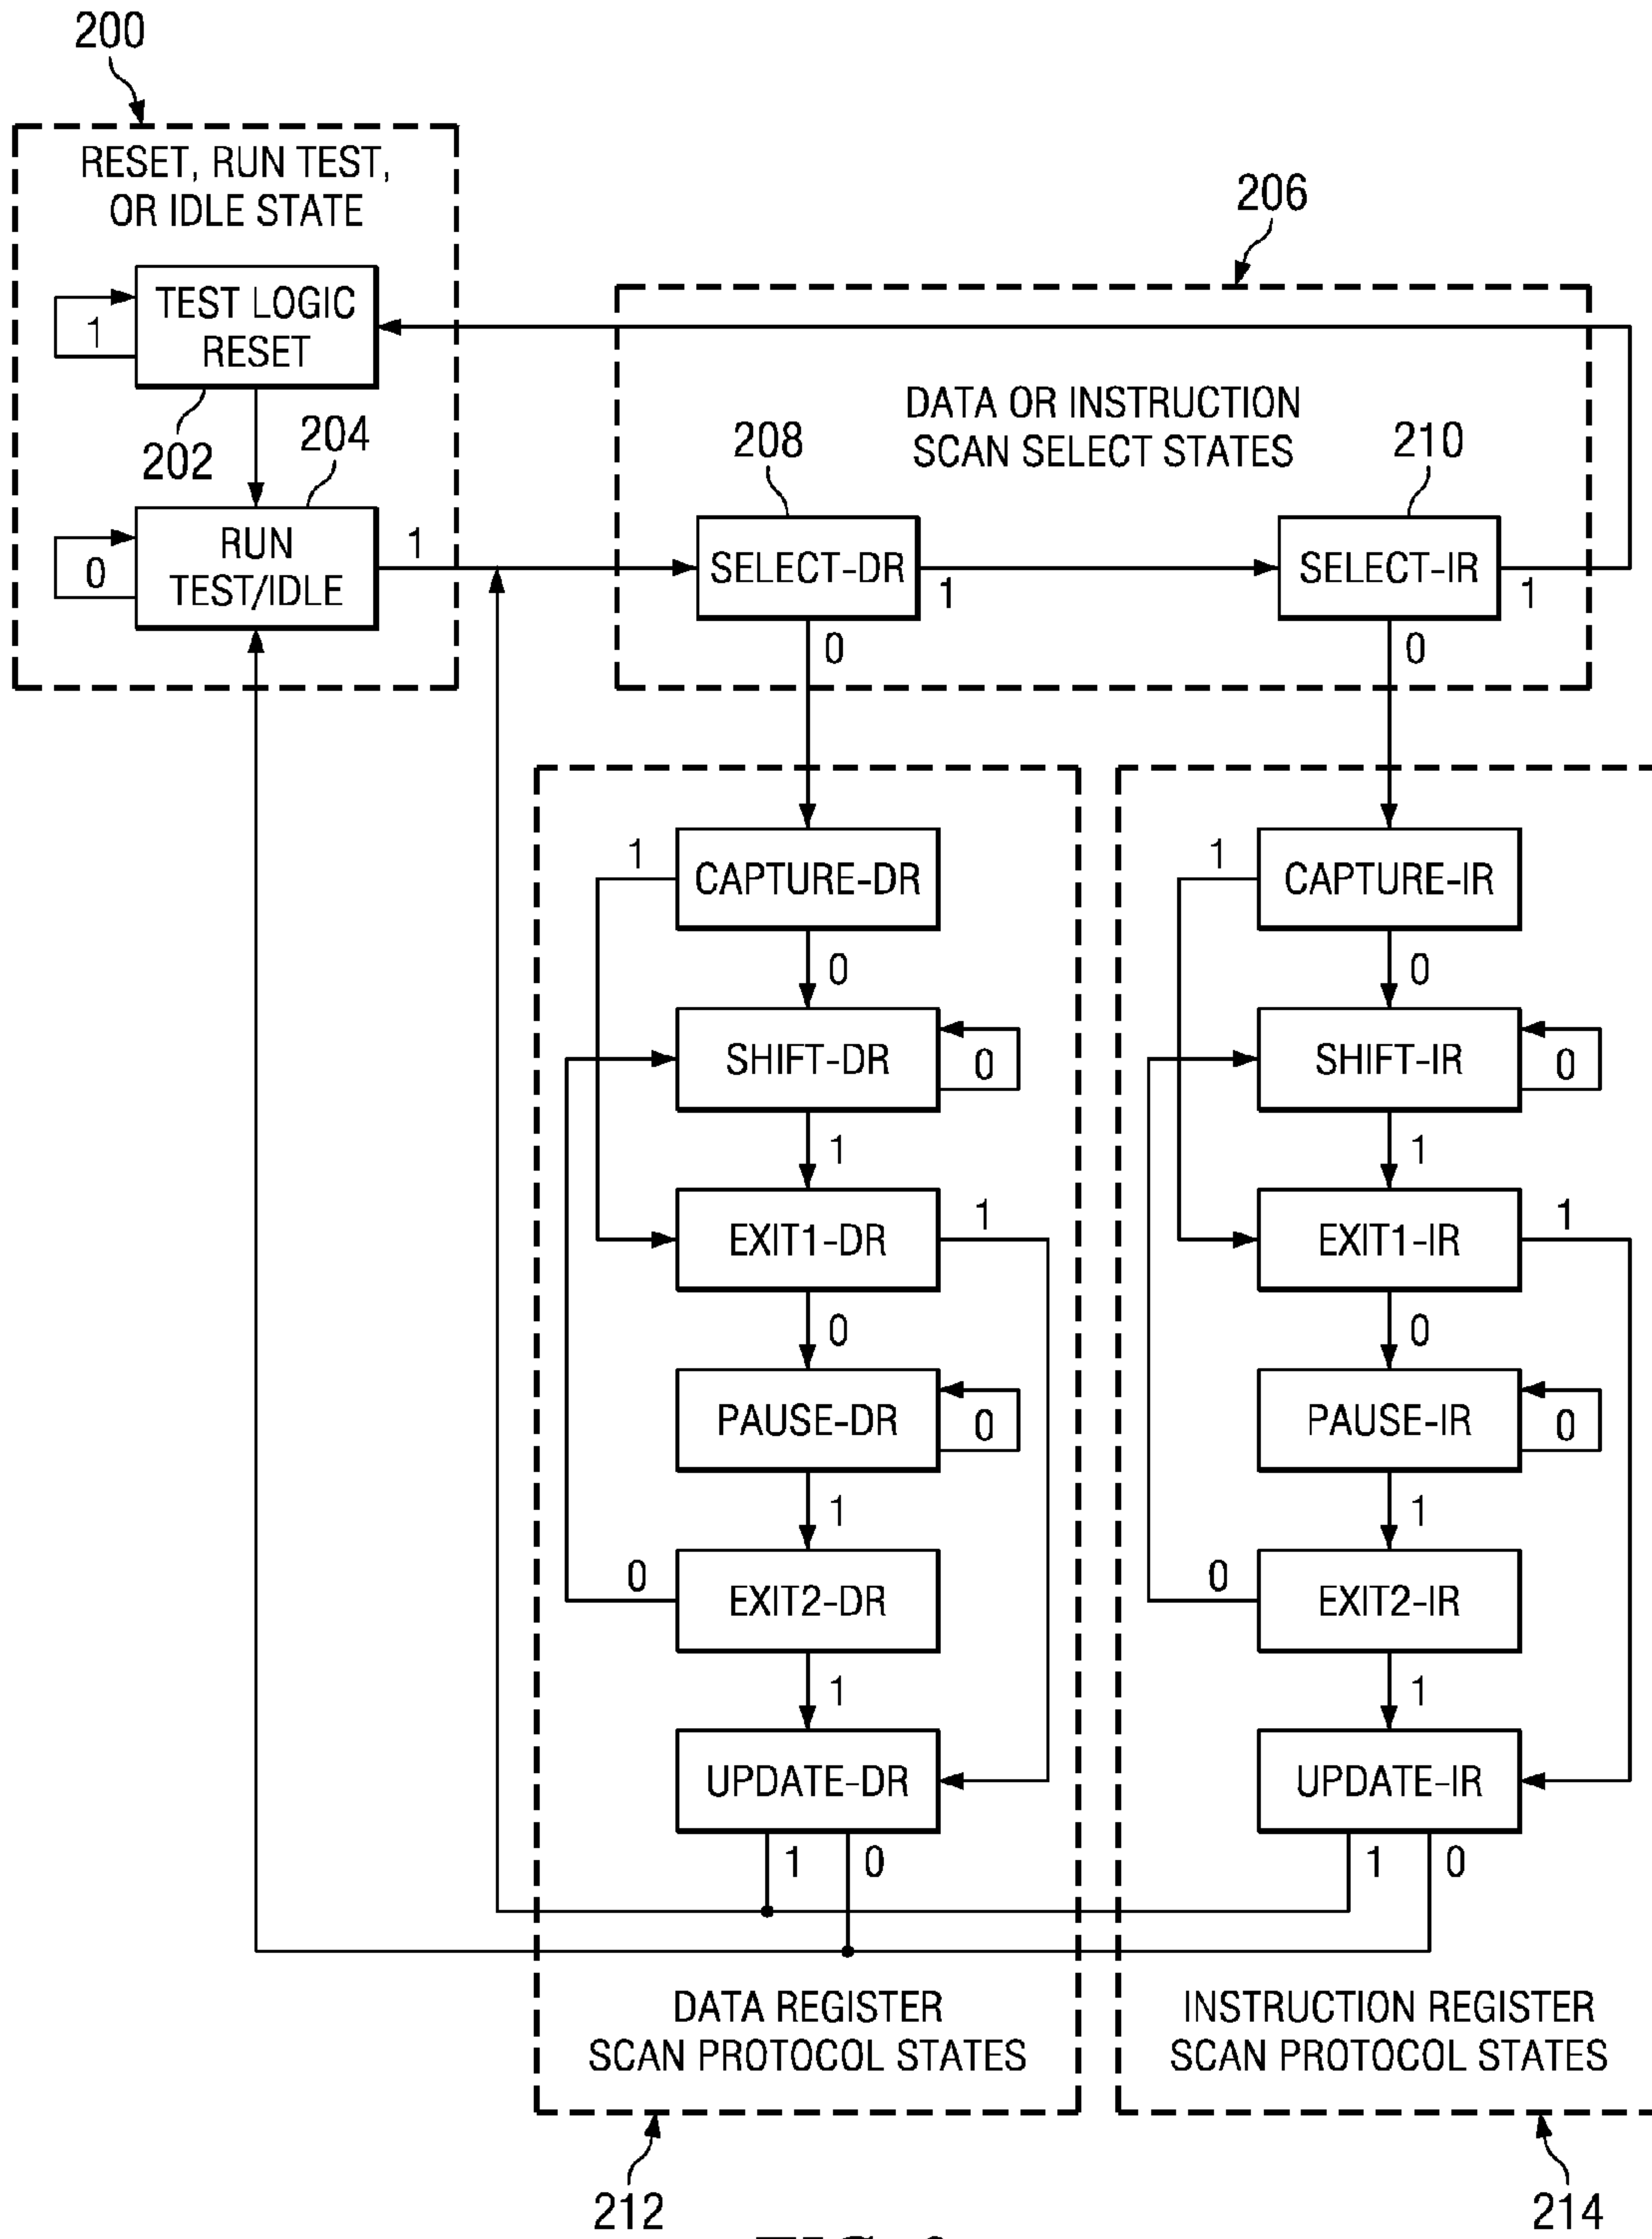 200
RESET, RUN TEST,
OR IDLE STATE
206
TEST LOGIC
RESET
1
202
204
DATA OR INSTRUCTION
SCAN SELECT STATES
208
210
RUN
TEST/IDLE
0
1
SELECT-DR
1
SELECT-IR
1
0
0
1
CAPTURE-DR
1
CAPTURE-IR
0
0
SHIFT-DR
0
SHIFT-IR
0
1
1
EXIT1-DR
1
EXIT1-IR
1
0
0
PAUSE-DR
0
PAUSE-IR
0
1
1
0
EXIT2-DR
0
EXIT2-IR
1
1
UPDATE-DR
UPDATE-IR
1
0
1
0
DATA REGISTER
SCAN PROTOCOL STATES
INSTRUCTION REGISTER
SCAN PROTOCOL STATES
212
214